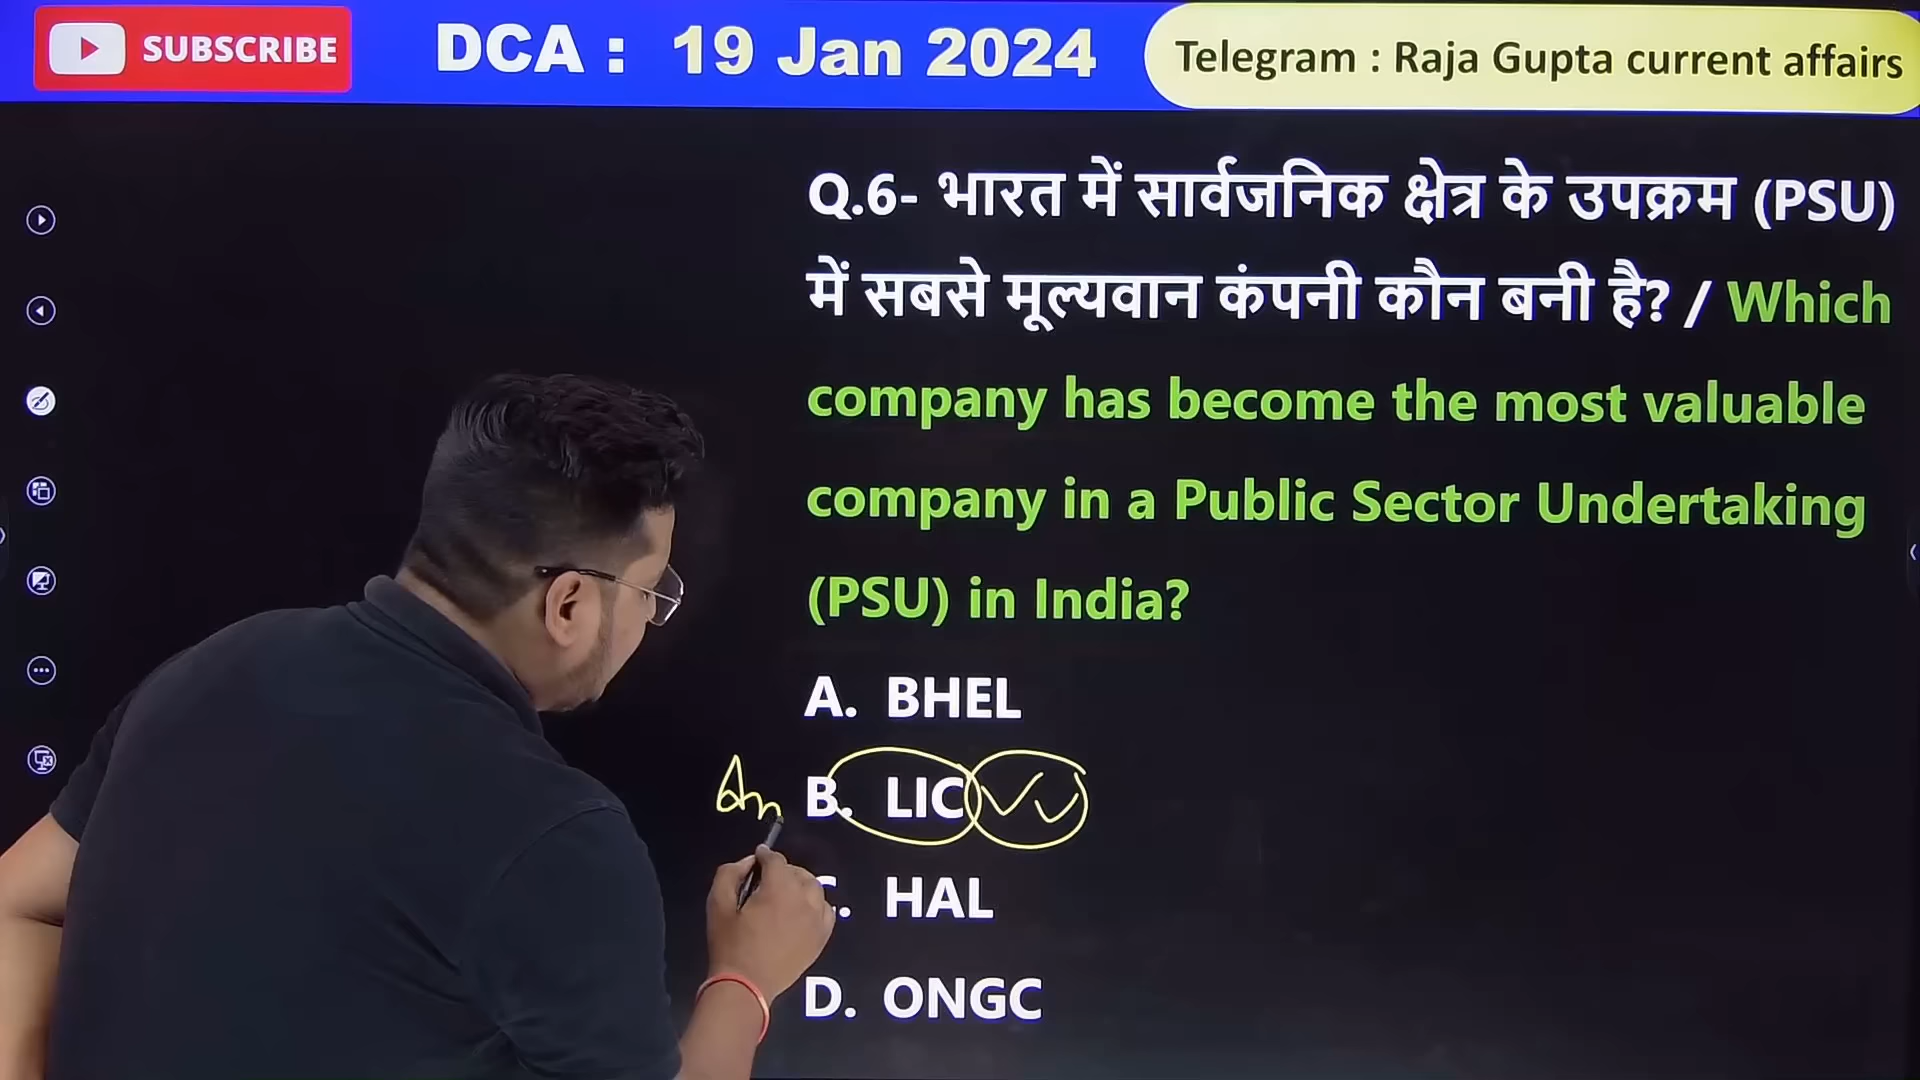 SUBSCRIBE
DCA : 19 Jan 2024
Telegram : Raja Gupta current affairs
Q.6- भारत में सार्वजनिक क्षेत्र के उपक्रम (PSU)
में सबसे मूल्यवान कंपनी कौन बनी है? / Which
company has become the most valuable
company in a Public Sector Undertaking
(PSU) in India?
A. BHEL
An B. LIC
C. HAL
D. ONGC